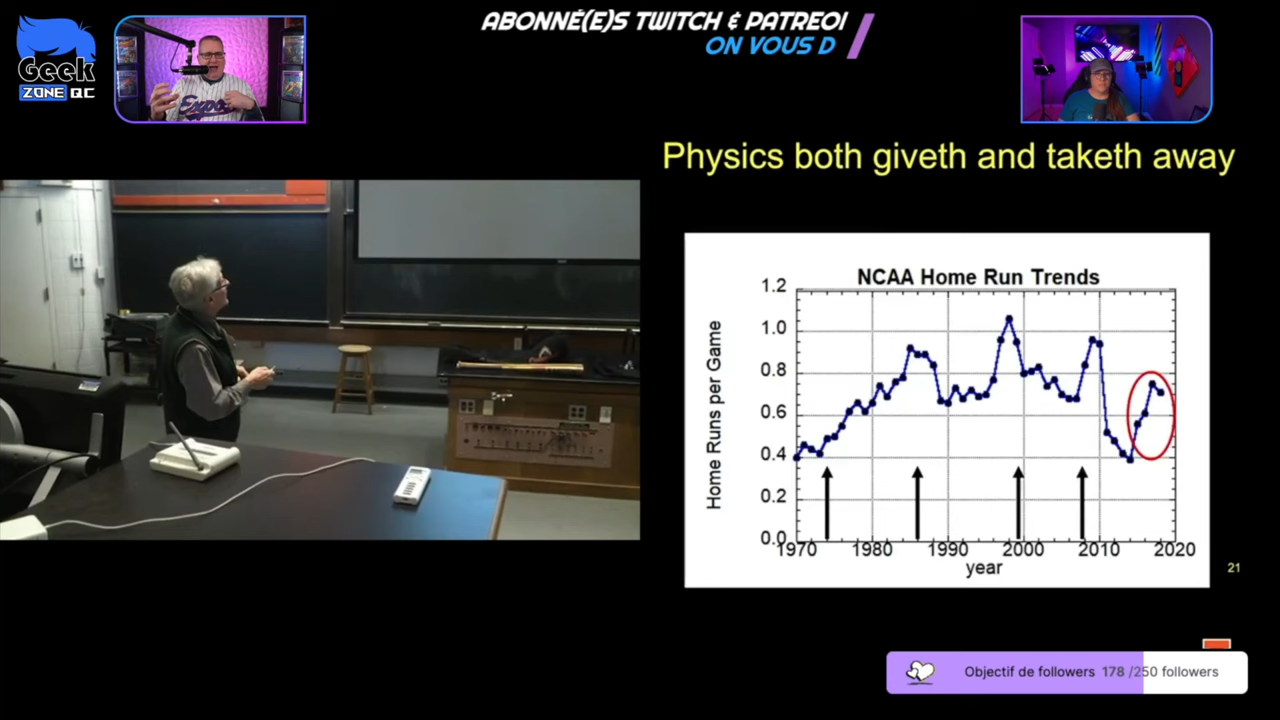 Geek
ZONE QC
Expos
ABONNÉ(E)S TWITCH & PATREO
ON VOUS D
Physics both giveth and taketh away
NCAA Home Run Trends
Home Runs per Game
1.2
1.0
0.8
0.6
0.4
0.2
0.0
1970 1980 1990 2000 2010 2020
year
21
Objectif de followers 178 /250 followers